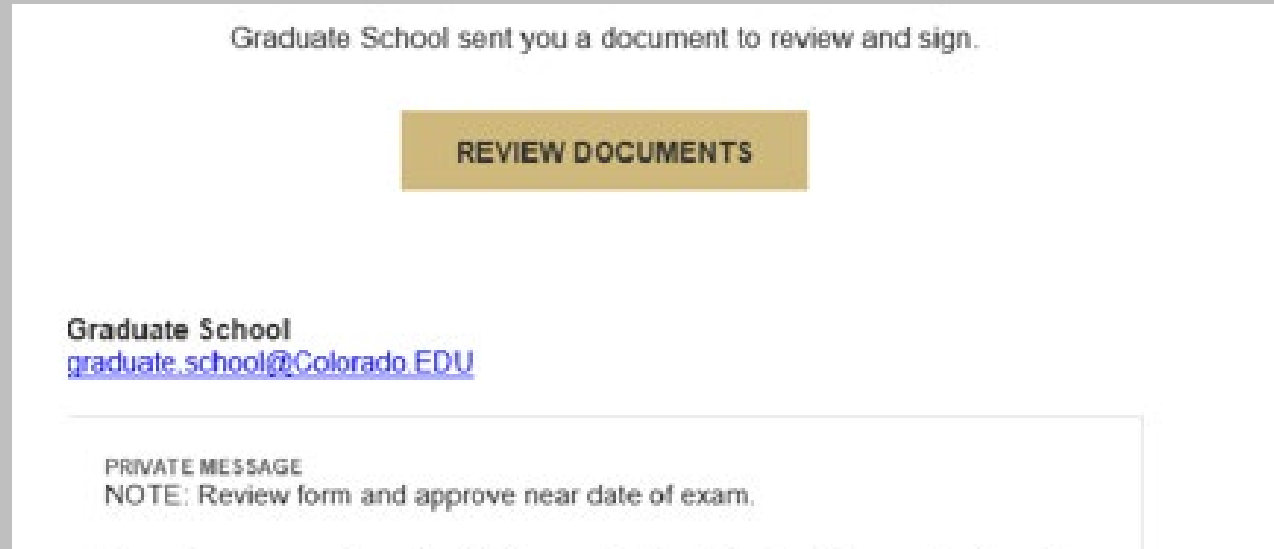 Graduate School sent you a document to review and sign.
REVIEW DOCUMENTS
Graduate School
graduate.school@Colorado.EDU
PRIVATE MESSAGE
NOTE: Review form and approve near date of exam.